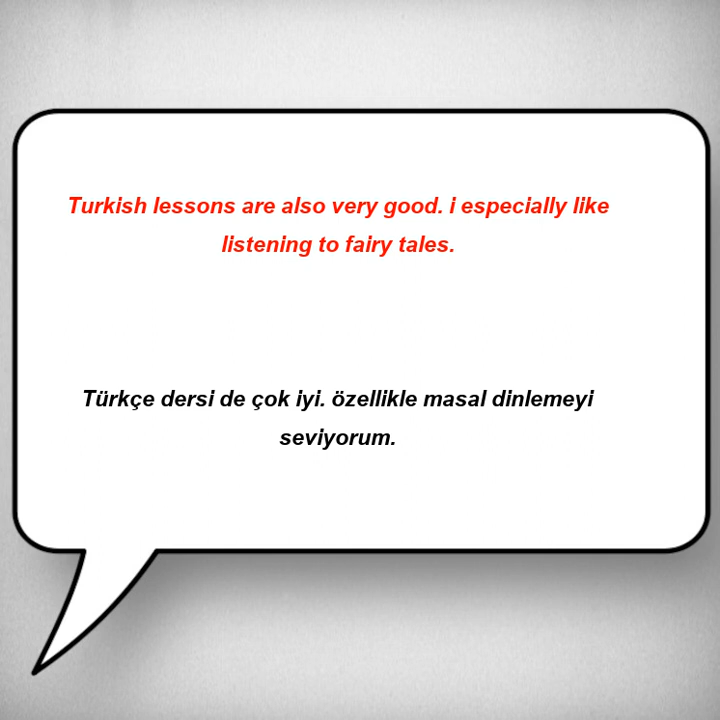 Turkish lessons are also very good. i especially like
listening to fairy tales.
Türkçe dersi de çok iyi. özellikle masal dinlemeyi
seviyorum.